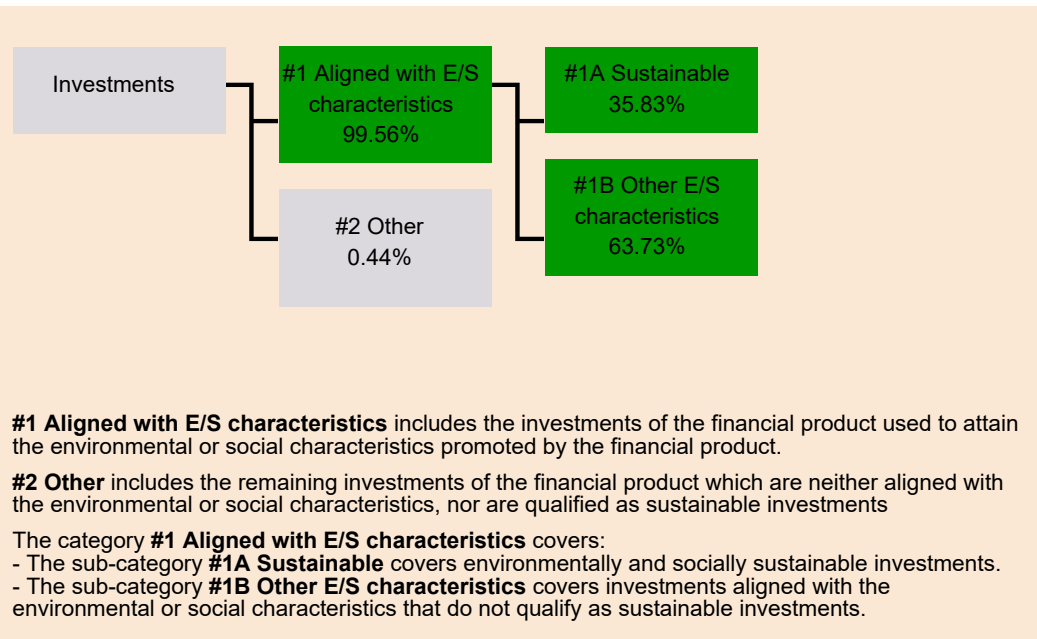 Investments
#1 Aligned with E/S
characteristics
99.56%
#1A Sustainable
35.83%
#1B Other E/S
characteristics
63.73%
#2 Other
0.44%
#1 Aligned with E/S characteristics includes the investments of the financial product used to attain
the environmental or social characteristics promoted by the financial product.
#2 Other includes the remaining investments of the financial product which are neither aligned with
the environmental or social characteristics, nor are qualified as sustainable investments
The category #1 Aligned with E/S characteristics covers:
- The sub-category #1A Sustainable covers environmentally and socially sustainable investments.
- The sub-category #1B Other E/S characteristics covers investments aligned with the
environmental or social characteristics that do not qualify as sustainable investments.